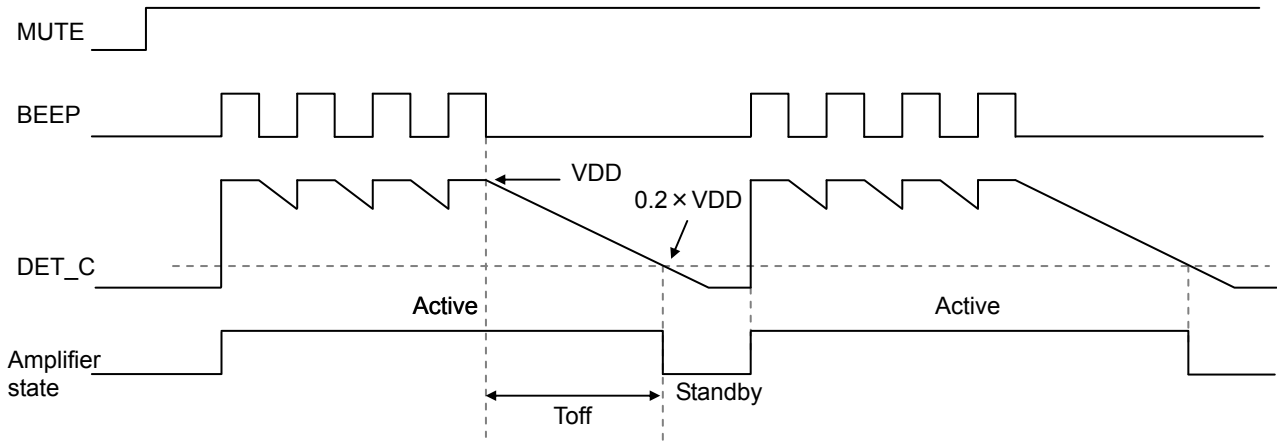 MUTE
BEEP
VDD
0.2×VDD
DET_C
Active
Active
Amplifier
state
Standby
Toff